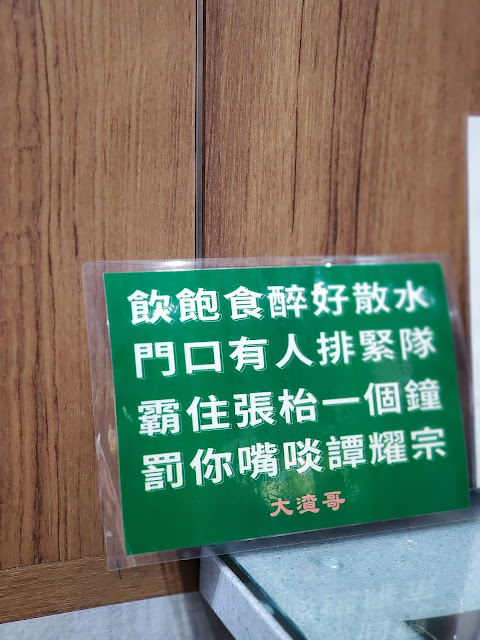 飲飽食醉好散水
門口有人排緊隊
霸住張枱一個鐘
罰你嘴啖譚耀宗
大渣哥